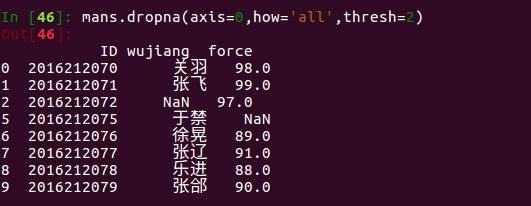 In [46]: mans.dropna(axis=0,how='all',thresh=2)
Out[46]:
ID wujiang force
0 2016212070 关羽 98.0
1 2016212071 张飞 99.0
2 2016212072 NaN 97.0
5 2016212075 于禁 NaN
6 2016212076 徐晃 89.0
7 2016212077 张辽 91.0
8 2016212078 乐进 88.0
9 2016212079 张郃 90.0